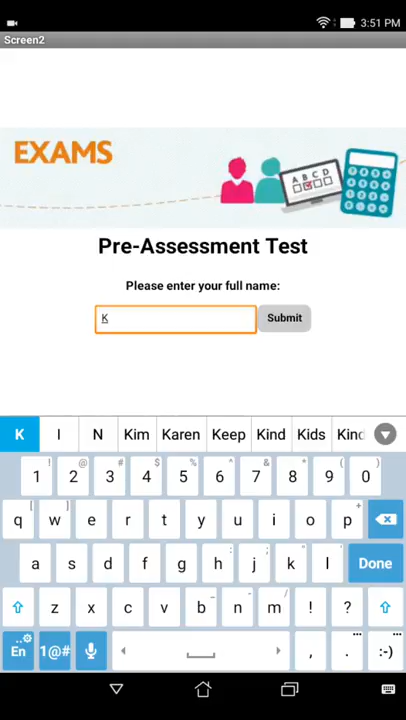 3:51 PM
Screen2
EXAMS
A B C D
Pre-Assessment Test
Please enter your full name:
K Submit
K I N Kim Karen Keep Kind Kids Kind
! @ # $ % ^ & * ( )
1 2 3 4 5 6 7 8 9 0
[ ] < > { }
q w e r t y u i o p
: ;
a s d f g h j k l Done
- ~ /
z x c v b n m ! ?
En 1@# , . :-)